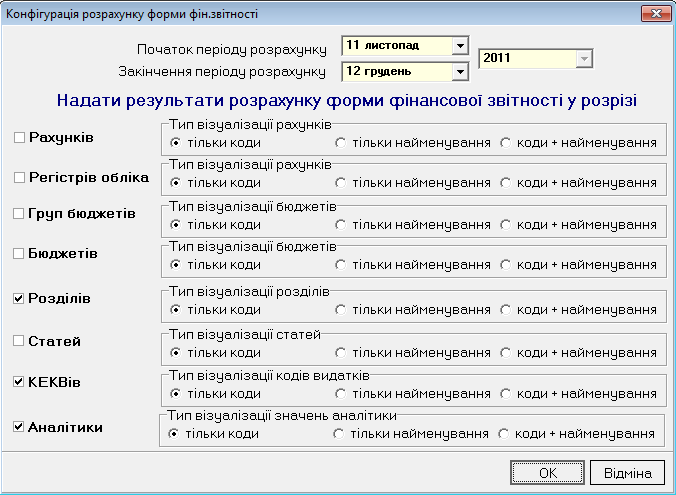 Конфігурація розрахунку форми фін.звітності
Початок періоду розрахунку 11 листопад 2011
Закінчення періоду розрахунку 12 грудень
Надати результати розрахунку форми фінансової звітності у розрізі
Тип візуалізації рахунків
Рахунків тільки коди тільки найменування коди + найменування
Тип візуалізації рахунків
Регістрів обліка тільки коди тільки найменування коди + найменування
Тип візуалізації бюджетів
Груп бюджетів тільки коди тільки найменування коди + найменування
Тип візуалізації бюджетів
Бюджетів тільки коди тільки найменування коди + найменування
Тип візуалізації розділів
Розділів тільки коди тільки найменування коди + найменування
Тип візуалізації статей
Статей тільки коди тільки найменування коди + найменування
Тип візуалізації кодів видатків
КЕКВів тільки коди тільки найменування коди + найменування
Тип візуалізації значень аналітики
Аналітики тільки коди тільки найменування коди + найменування
OK Відміна